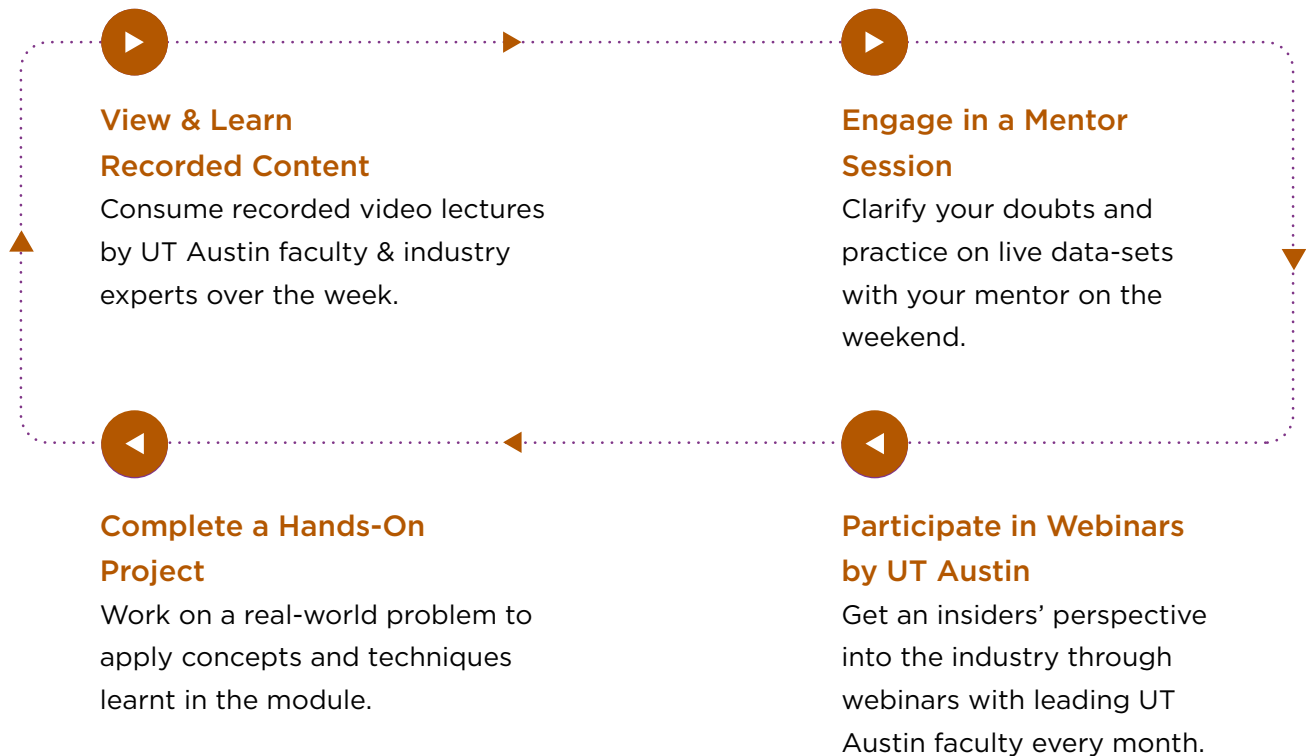 View & Learn
Recorded Content
Consume recorded video lectures
by UT Austin faculty & industry
experts over the week.
Engage in a Mentor
Session
Clarify your doubts and
practice on live data-sets
with your mentor on the
weekend.
Complete a Hands-On
Project
Work on a real-world problem to
apply concepts and techniques
learnt in the module.
Participate in Webinars
by UT Austin
Get an insiders’ perspective
into the industry through
webinars with leading UT
Austin faculty every month.